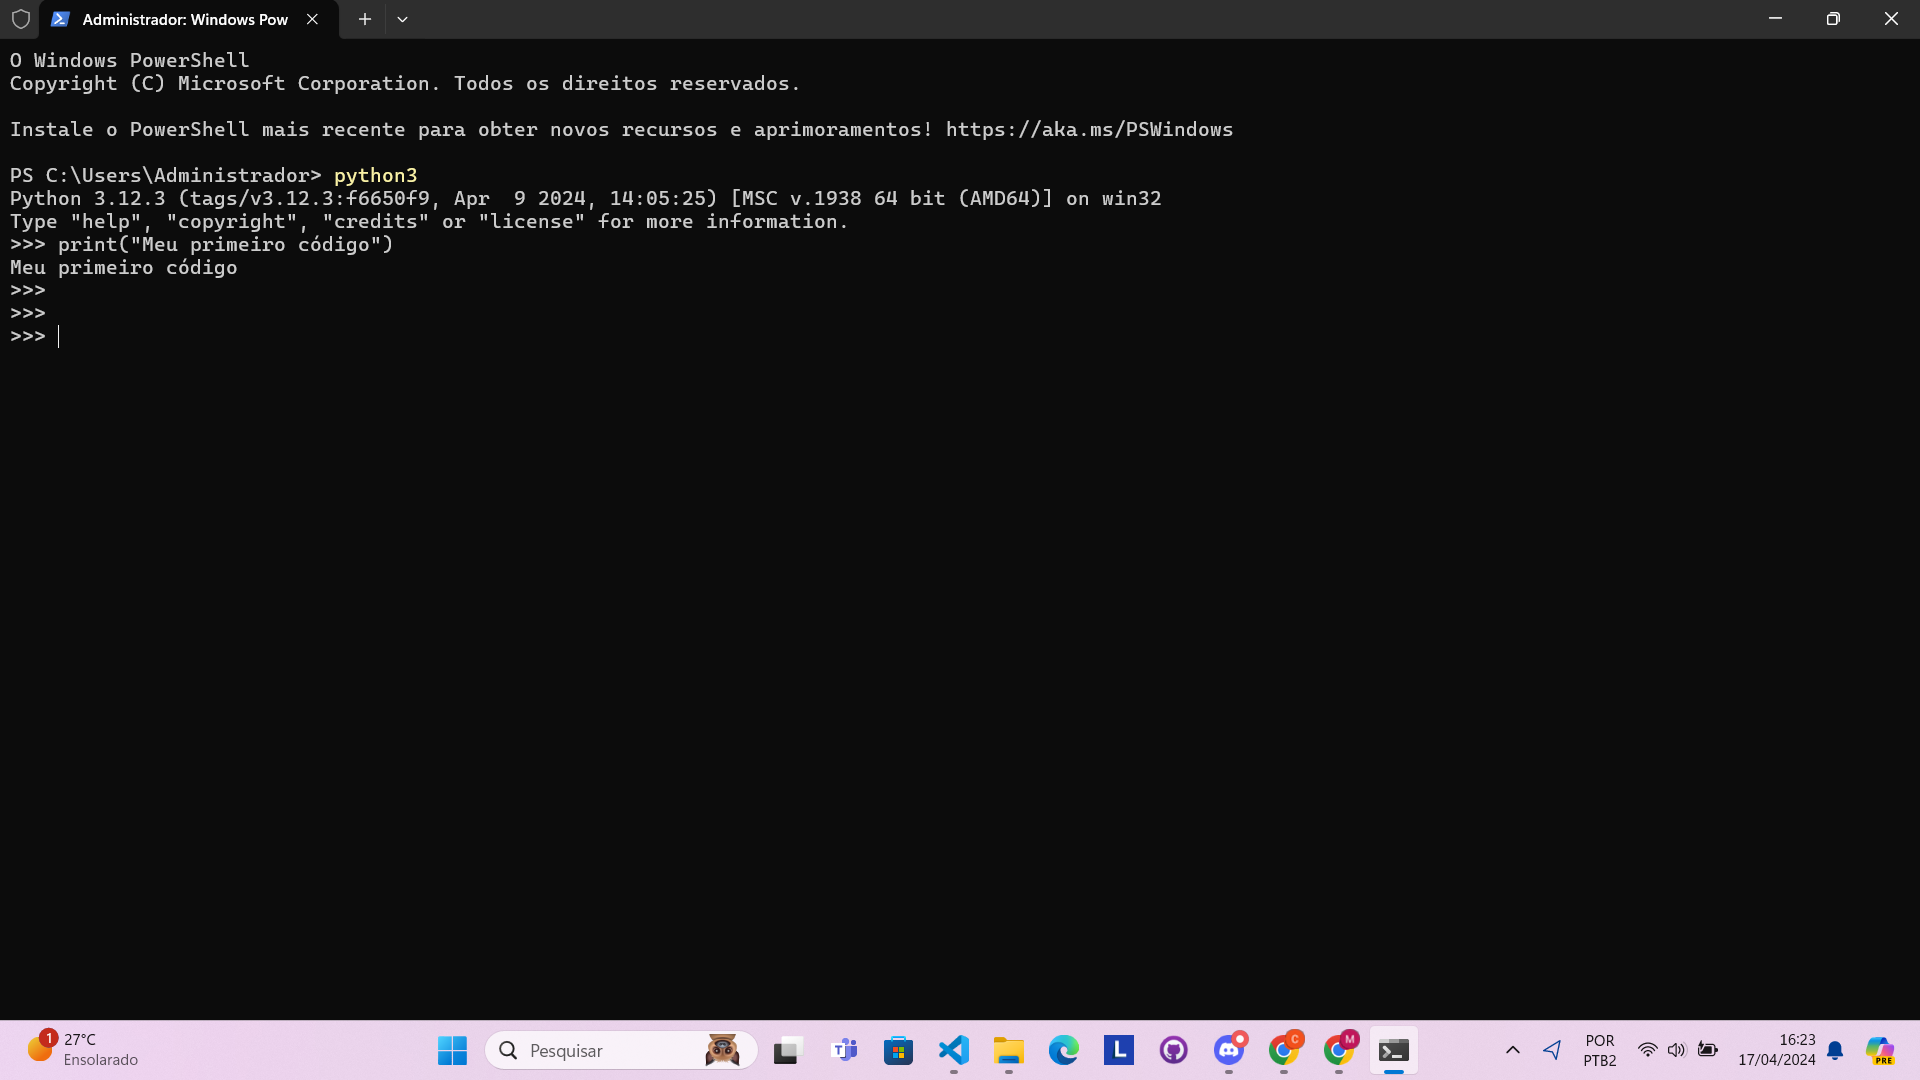 Administrador: Windows Pow
O Windows PowerShell
Copyright (C) Microsoft Corporation. Todos os direitos reservados.
Instale o PowerShell mais recente para obter novos recursos e aprimoramentos! https://aka.ms/PSWindows
PS C:\Users\Administrador> python3
Python 3.12.3 (tags/v3.12.3:f6650f9, Apr  9 2024, 14:05:25) [MSC v.1938 64 bit (AMD64)] on win32
Type "help", "copyright", "credits" or "license" for more information.
>>> print("Meu primeiro código")
Meu primeiro código
>>>
>>>
>>>
1
27°C
Ensolarado
Pesquisar
T
L
C
M
POR
PTB2
16:23
17/04/2024
PRE